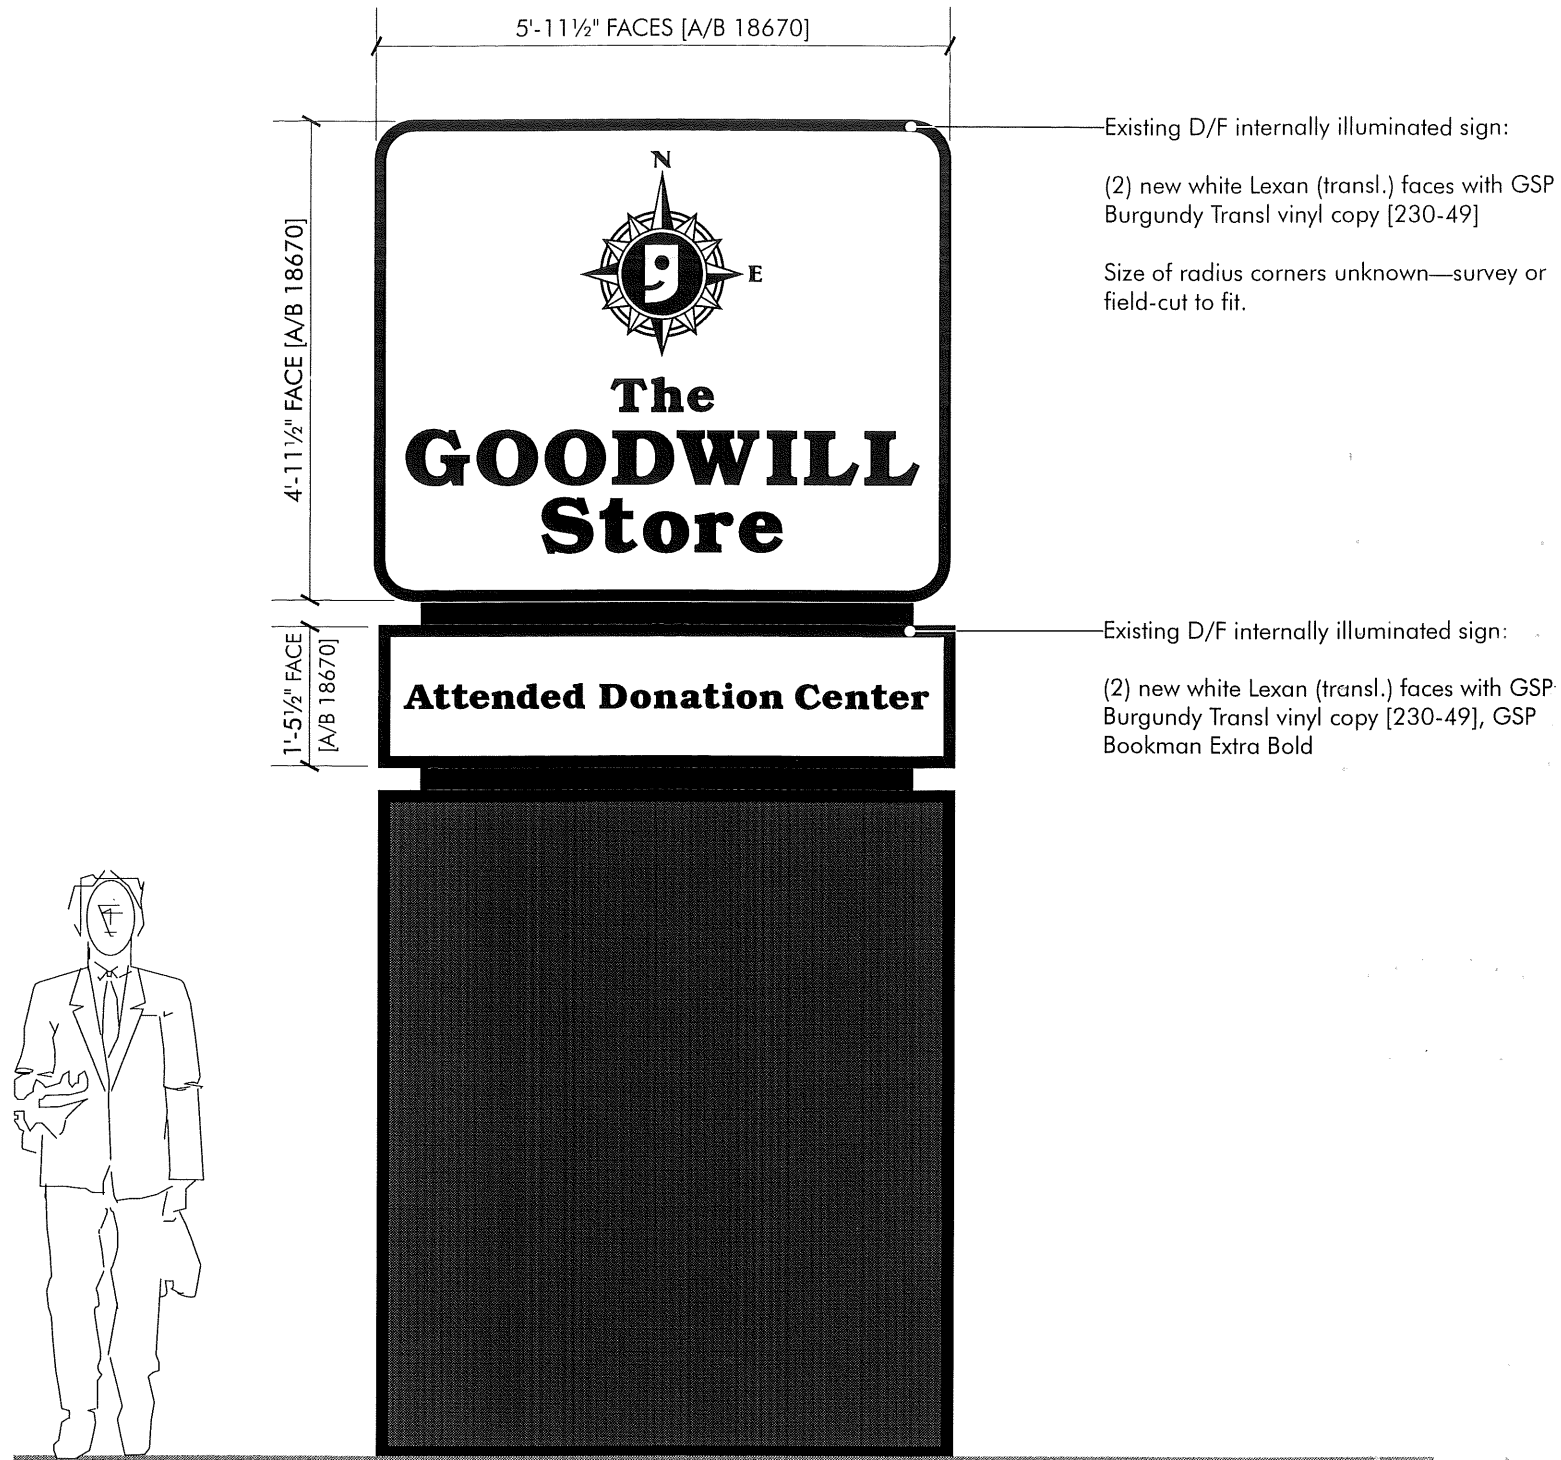 5'-11½" FACES [A/B 18670]
4'-11½" FACE [A/B 18670]
N
E
g
The
GOODWILL
Store
Existing D/F internally illuminated sign:
(2) new white Lexan (transl.) faces with GSP
Burgundy Transl vinyl copy [230-49]
Size of radius corners unknown—survey or
field-cut to fit.
1'-5½" FACE
[A/B 18670]
Attended Donation Center
Existing D/F internally illuminated sign:
(2) new white Lexan (transl.) faces with GSP
Burgundy Transl vinyl copy [230-49], GSP
Bookman Extra Bold